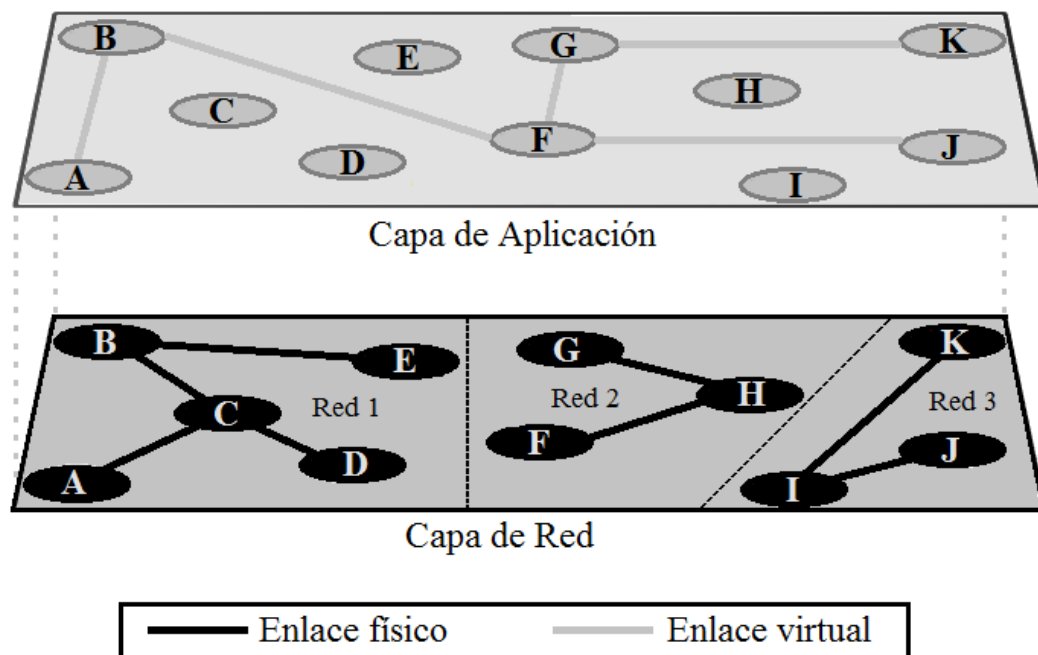 B
E
G
K
C
H
A
D
F
I
J
Capa de Aplicación
B
E
G
K
C
Red 1
Red 2
H
Red 3
A
D
F
I
J
Capa de Red
Enlace físico
Enlace virtual